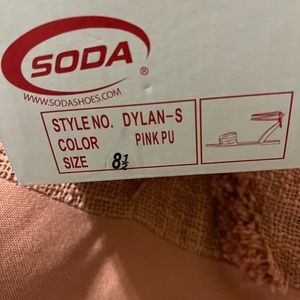 SODA®
WWW.SODASHOES.COM
STYLE NO. DYLAN-S
COLOR PINK PU
SIZE 8½